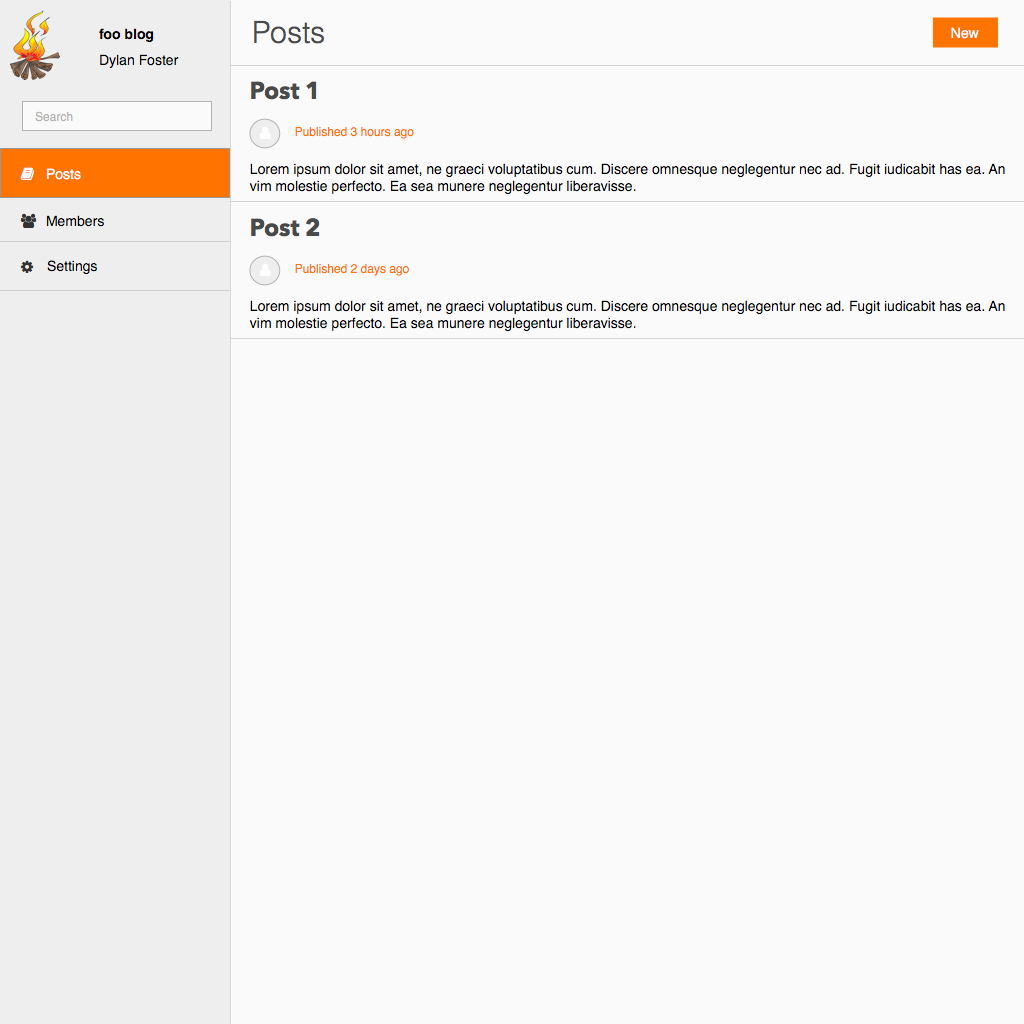 foo blog
Dylan Foster
Search
Posts
Members
Settings
Posts
New
Post 1
Published 3 hours ago
Lorem ipsum dolor sit amet, ne graeci voluptatibus cum. Discere omnesque neglegentur nec ad. Fugit iudicabit has ea. An
vim molestie perfecto. Ea sea munere neglegentur liberavisse.
Post 2
Published 2 days ago
Lorem ipsum dolor sit amet, ne graeci voluptatibus cum. Discere omnesque neglegentur nec ad. Fugit iudicabit has ea. An
vim molestie perfecto. Ea sea munere neglegentur liberavisse.